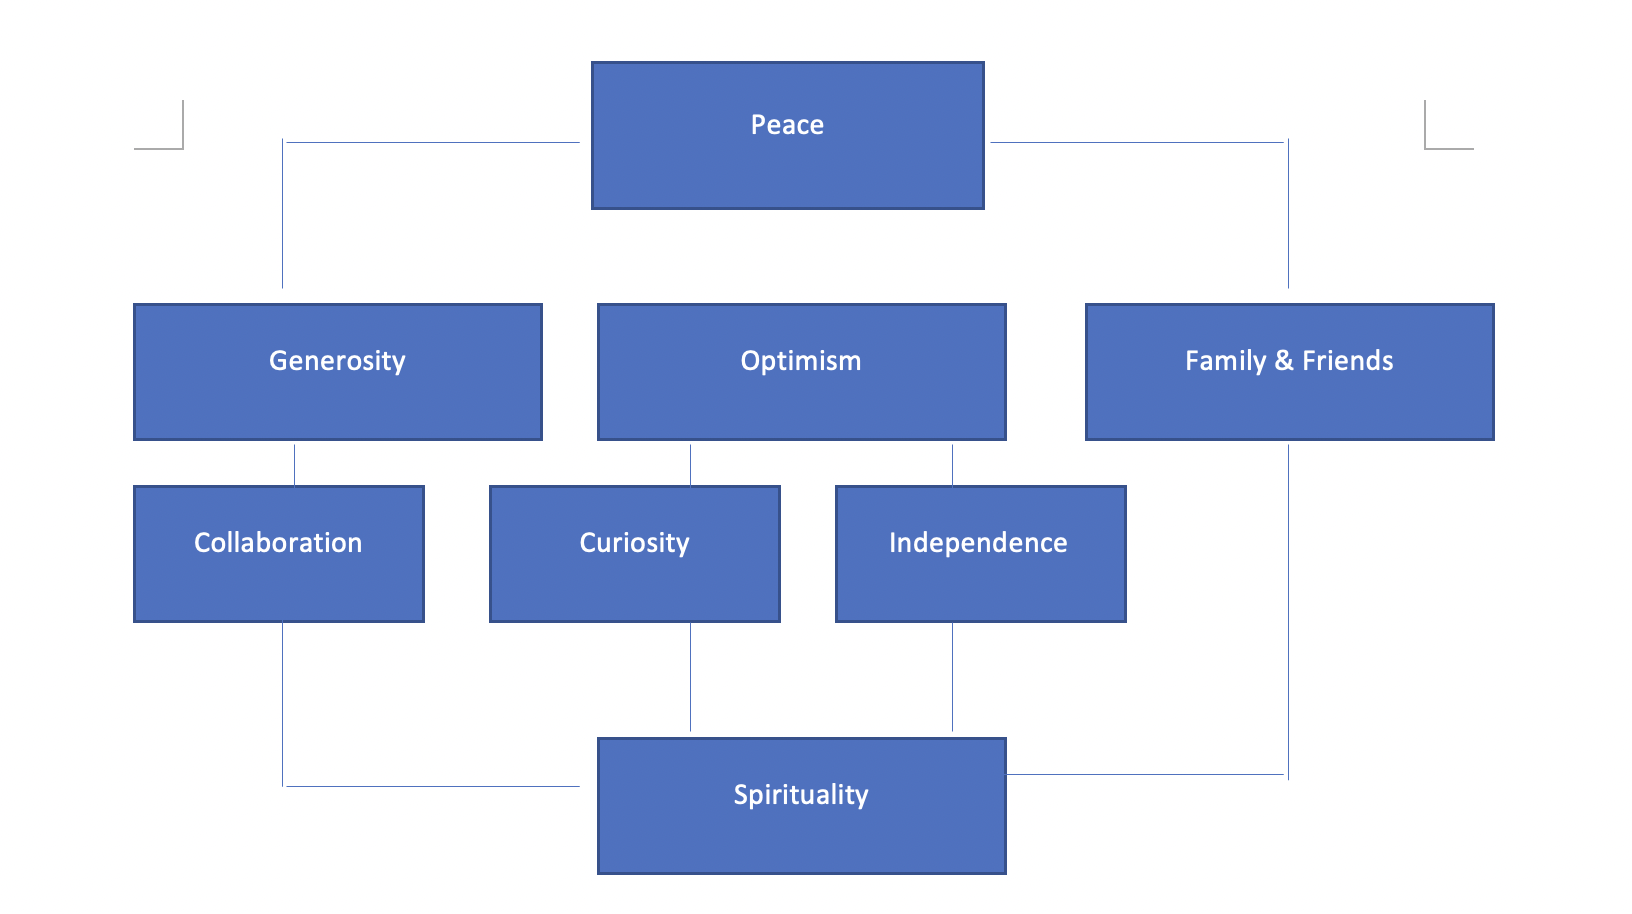 Peace
Generosity
Optimism
Family & Friends
Collaboration
Curiosity
Independence
Spirituality